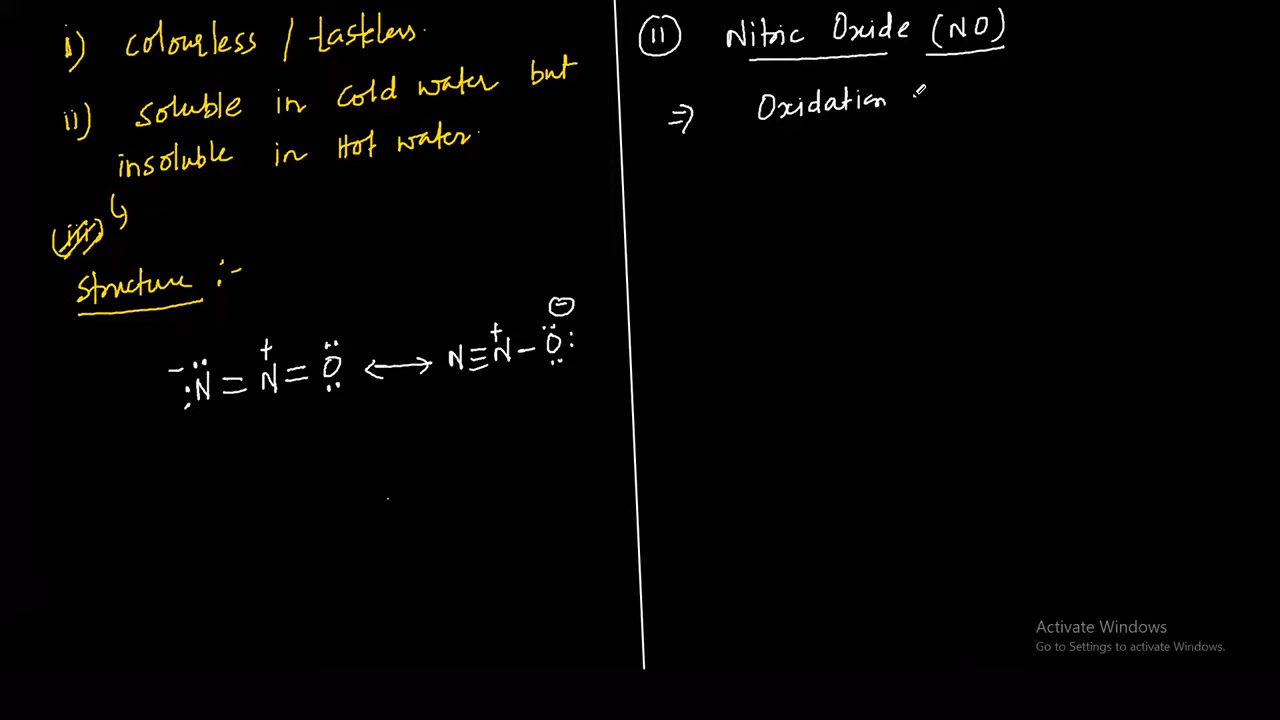 i) colourless / tasteless.
ii) soluble in cold water but
insoluble in Hot water.
(iii)
Structure :-
:N̈⁻ = N⁺ = Ö: ⟷ N≡N⁺–Ö:⊖
(11) Nitric Oxide (NO)
⇒ Oxidation
Activate Windows
Go to Settings to activate Windows.